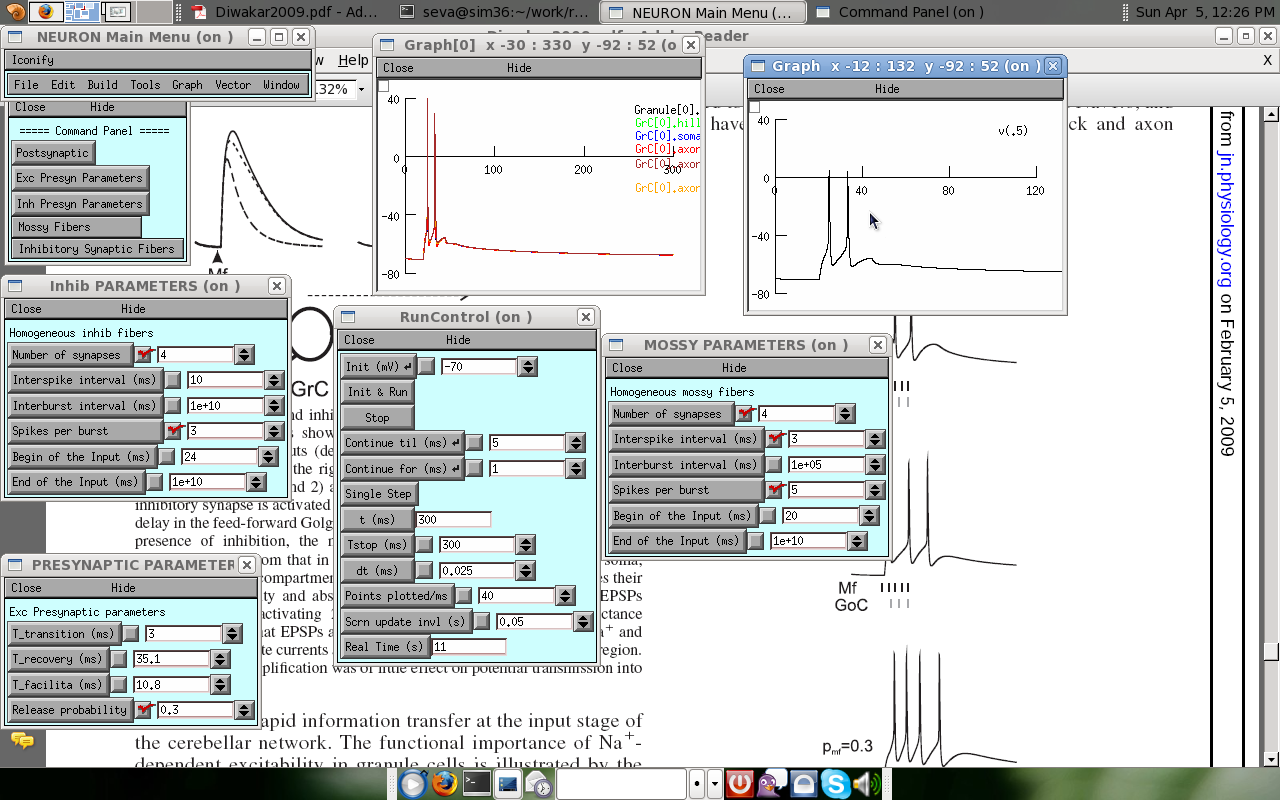 Diwakar2009.pdf - Ad...
seva@sim36:~/work/r...
NEURON Main Menu (...
Command Panel (on )
Sun Apr 5, 12:26 PM
NEURON Main Menu (on )
Iconify
File Edit Build Tools Graph Vector Window
Help
Reader
X
.32%
Close Hide
===== Command Panel =====
Postsynaptic
Exc Presyn Parameters
Inh Presyn Parameters
Mossy Fibers
Inhibitory Synaptic Fibers
Mf
Graph[0] x -30 : 330 y -92 : 52 (o
Close Hide
40
0
-40
-80
0
100
200
300
Granule[0].
GrC[0].hill
GrC[0].soma
GrC[0].axon
GrC[0].axon
GrC[0].axon
Graph x -12 : 132 y -92 : 52 (on )
Close Hide
40
0
-40
-80
0
40
80
120
v(.5)
have
ck and axon
from jn.physiology.org on February 5, 2009
Inhib PARAMETERS (on )
Close Hide
Homogeneous inhib fibers
Number of synapses 4
Interspike interval (ms) 10
Interburst interval (ms) 1e+10
Spikes per burst 3
Begin of the Input (ms) 24
End of the Input (ms) 1e+10
GrC
RunControl (on )
Close Hide
Init (mV) -70
Init & Run
Stop
Continue til (ms) 5
Continue for (ms) 1
Single Step
t (ms) 300
Tstop (ms) 300
dt (ms) 0.025
Points plotted/ms 40
Scrn update invl (s) 0.05
Real Time (s) 11
MOSSY PARAMETERS (on )
Close Hide
Homogeneous mossy fibers
Number of synapses 4
Interspike interval (ms) 3
Interburst interval (ms) 1e+05
Spikes per burst 5
Begin of the Input (ms) 20
End of the Input (ms) 1e+10
PRESYNAPTIC PARAMETER
Close Hide
Exc Presynaptic parameters
T_transition (ms) 3
T_recovery (ms) 35.1
T_facilita (ms) 10.8
Release probability 0.3
inhibitory synapse is activated
delay in the feed-forward Golg
presence of inhibition, the m
om that in
compartment
ty and abs
activating
at EPSPs a
te currents
plification was of little effect on potential transmission into
soma,
es their
EPSPs
ctance
Na+ and
region.
Mf
GoC
pmf=0.3
apid information transfer at the input stage of
the cerebellar network. The functional importance of Na+-
dependent excitability in granule cells is illustrated by the